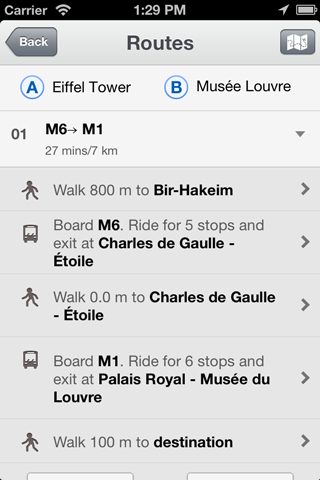 Carrier 1:29 PM
Back Routes
A Eiffel Tower B Musée Louvre
01 M6→ M1
27 mins/7 km
Walk 800 m to Bir-Hakeim
Board M6. Ride for 5 stops and
exit at Charles de Gaulle -
Étoile
Walk 0.0 m to Charles de Gaulle
- Étoile
Board M1. Ride for 6 stops and
exit at Palais Royal - Musée du
Louvre
Walk 100 m to destination